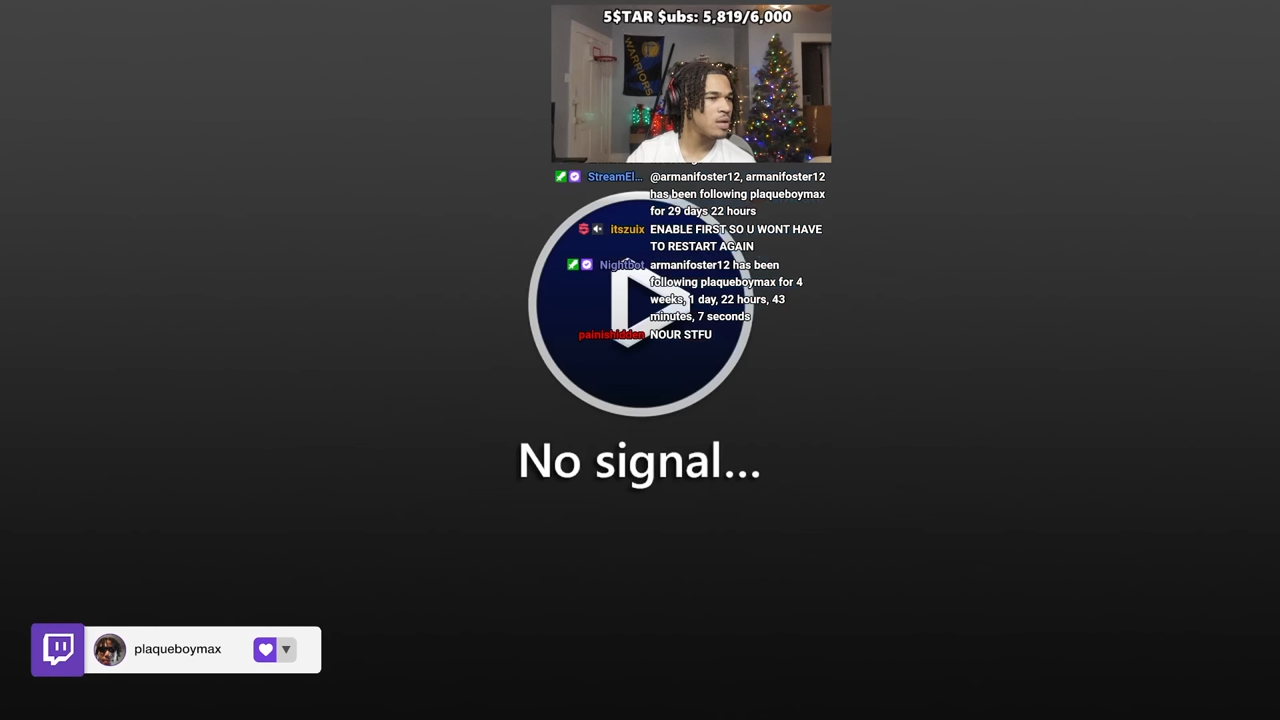 5$TAR $ubs: 5,819/6,000
WARRIORS
StreamEl... @armanifoster12, armanifoster12
has been following plaqueboymax
for 29 days 22 hours
itszuix ENABLE FIRST SO U WONT HAVE
TO RESTART AGAIN
Nightbot armanifoster12 has been
following plaqueboymax for 4
weeks, 1 day, 22 hours, 43
minutes, 7 seconds
painishidden NOUR STFU
No signal...
plaqueboymax